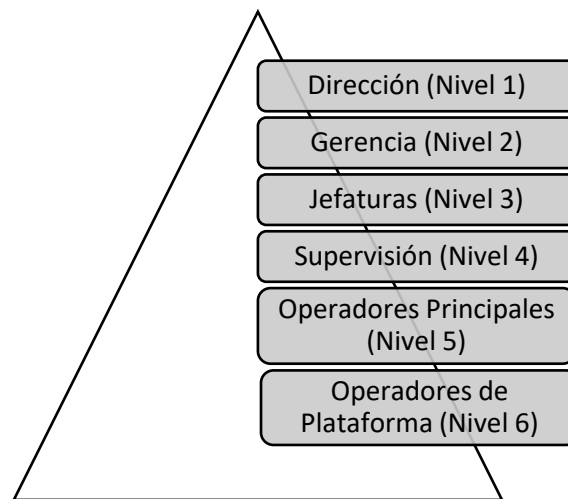 Dirección (Nivel 1)
Gerencia (Nivel 2)
Jefaturas (Nivel 3)
Supervisión (Nivel 4)
Operadores Principales
(Nivel 5)
Operadores de
Plataforma (Nivel 6)